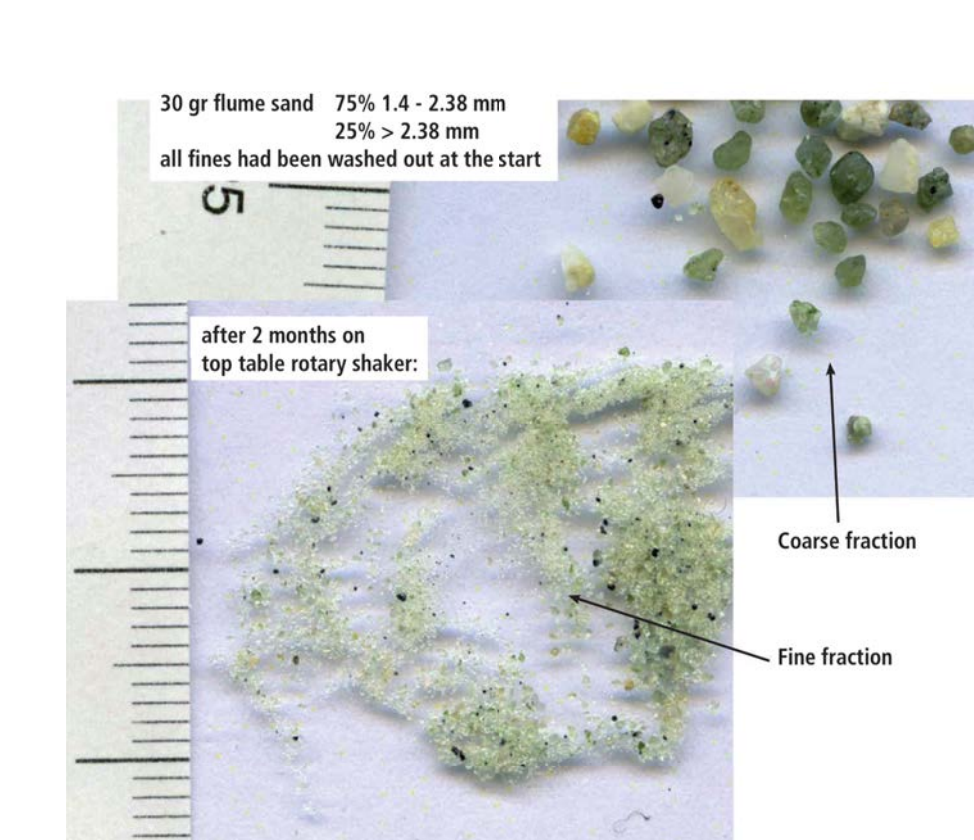 30 gr flume sand 75% 1.4 - 2.38 mm
25% > 2.38 mm
all fines had been washed out at the start
5
after 2 months on
top table rotary shaker:
Coarse fraction
Fine fraction